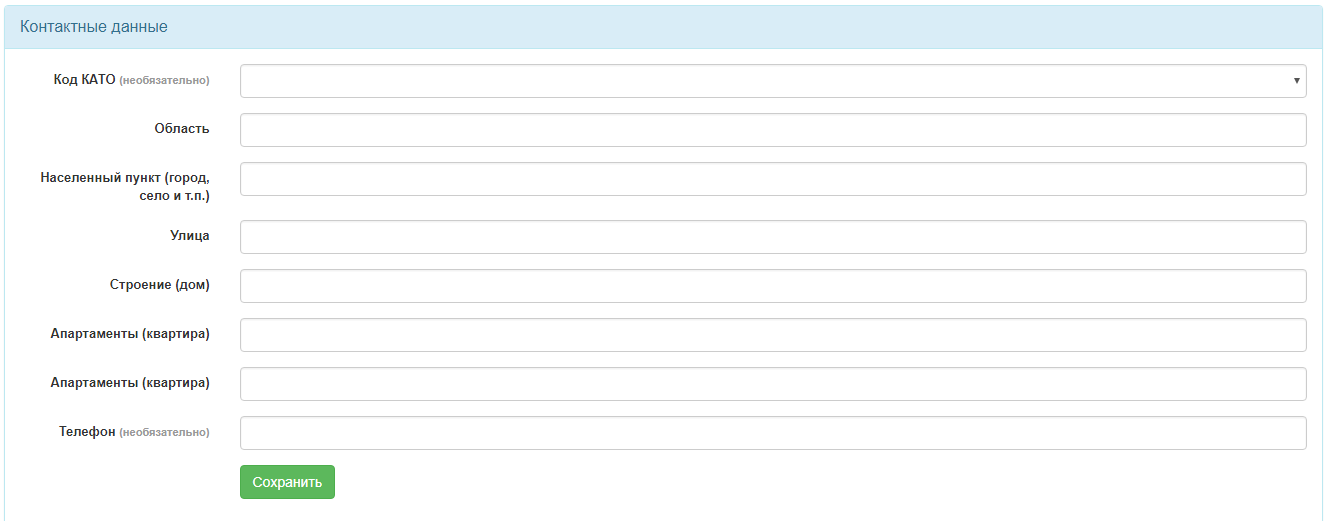 Контактные данные
Код КАТО (необязательно)
Область
Населенный пункт (город,
село и т.п.)
Улица
Строение (дом)
Апартаменты (квартира)
Апартаменты (квартира)
Телефон (необязательно)
Сохранить